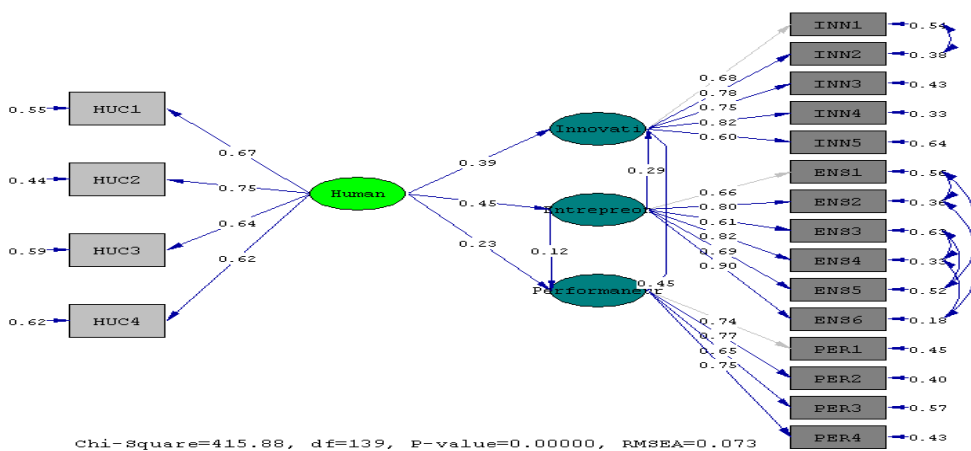 INN1 0.54
INN2 0.38
INN3 0.43
INN4 0.33
INN5 0.64
ENS1 0.56
ENS2 0.36
ENS3 0.63
ENS4 0.33
ENS5 0.52
ENS6 0.18
PER1 0.45
PER2 0.40
PER3 0.57
PER4 0.43
0.55 HUC1
0.44 HUC2
0.59 HUC3
0.62 HUC4
0.67
0.75
0.64
0.62
Human
0.39
0.45
0.23
Innovati
Entrepreor
Performaneur
0.12
0.29
0.45
0.68
0.78
0.75
0.82
0.60
0.66
0.80
0.61
0.82
0.69
0.90
0.74
0.77
0.65
0.75
Chi-Square=415.88, df=139, P-value=0.00000, RMSEA=0.073